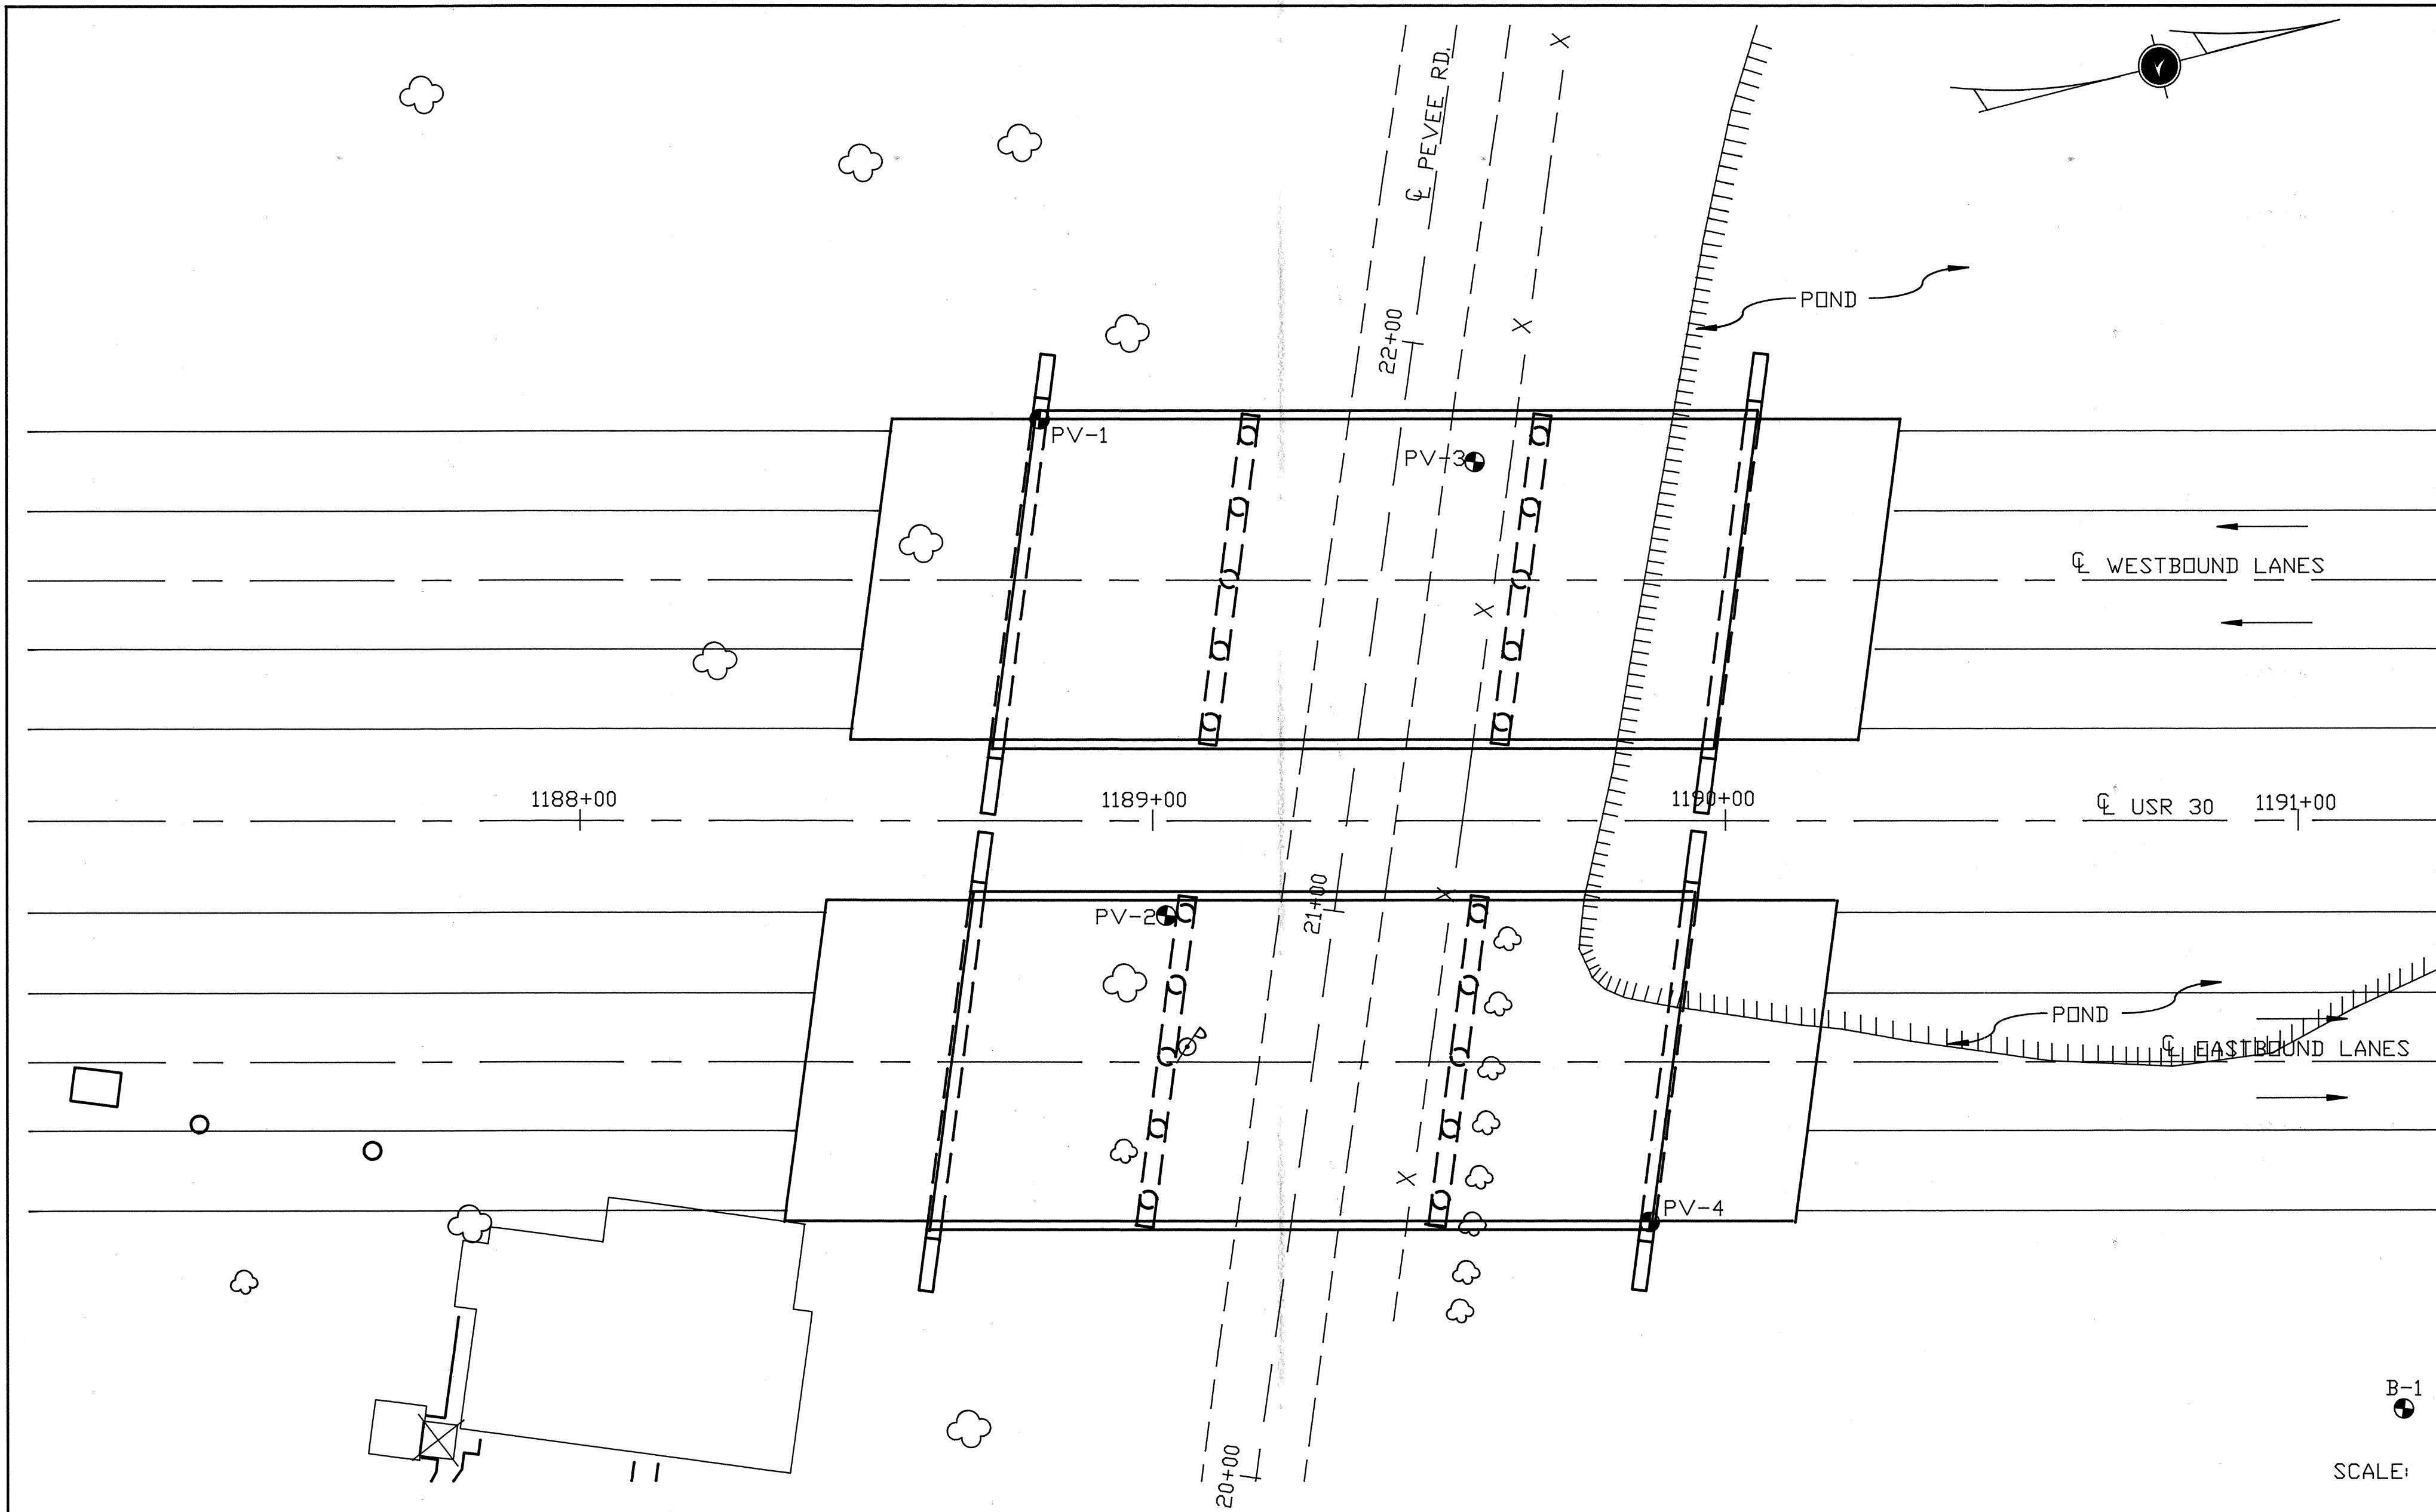 ℄ PEVEE RD.
POND
22+00
PV-1
PV-3
℄ WESTBOUND LANES
1188+00
1189+00
1190+00
℄ USR 30
1191+00
21+00
PV-2
POND
℄ EASTBOUND LANES
PV-4
B-1
20+00
SCALE: